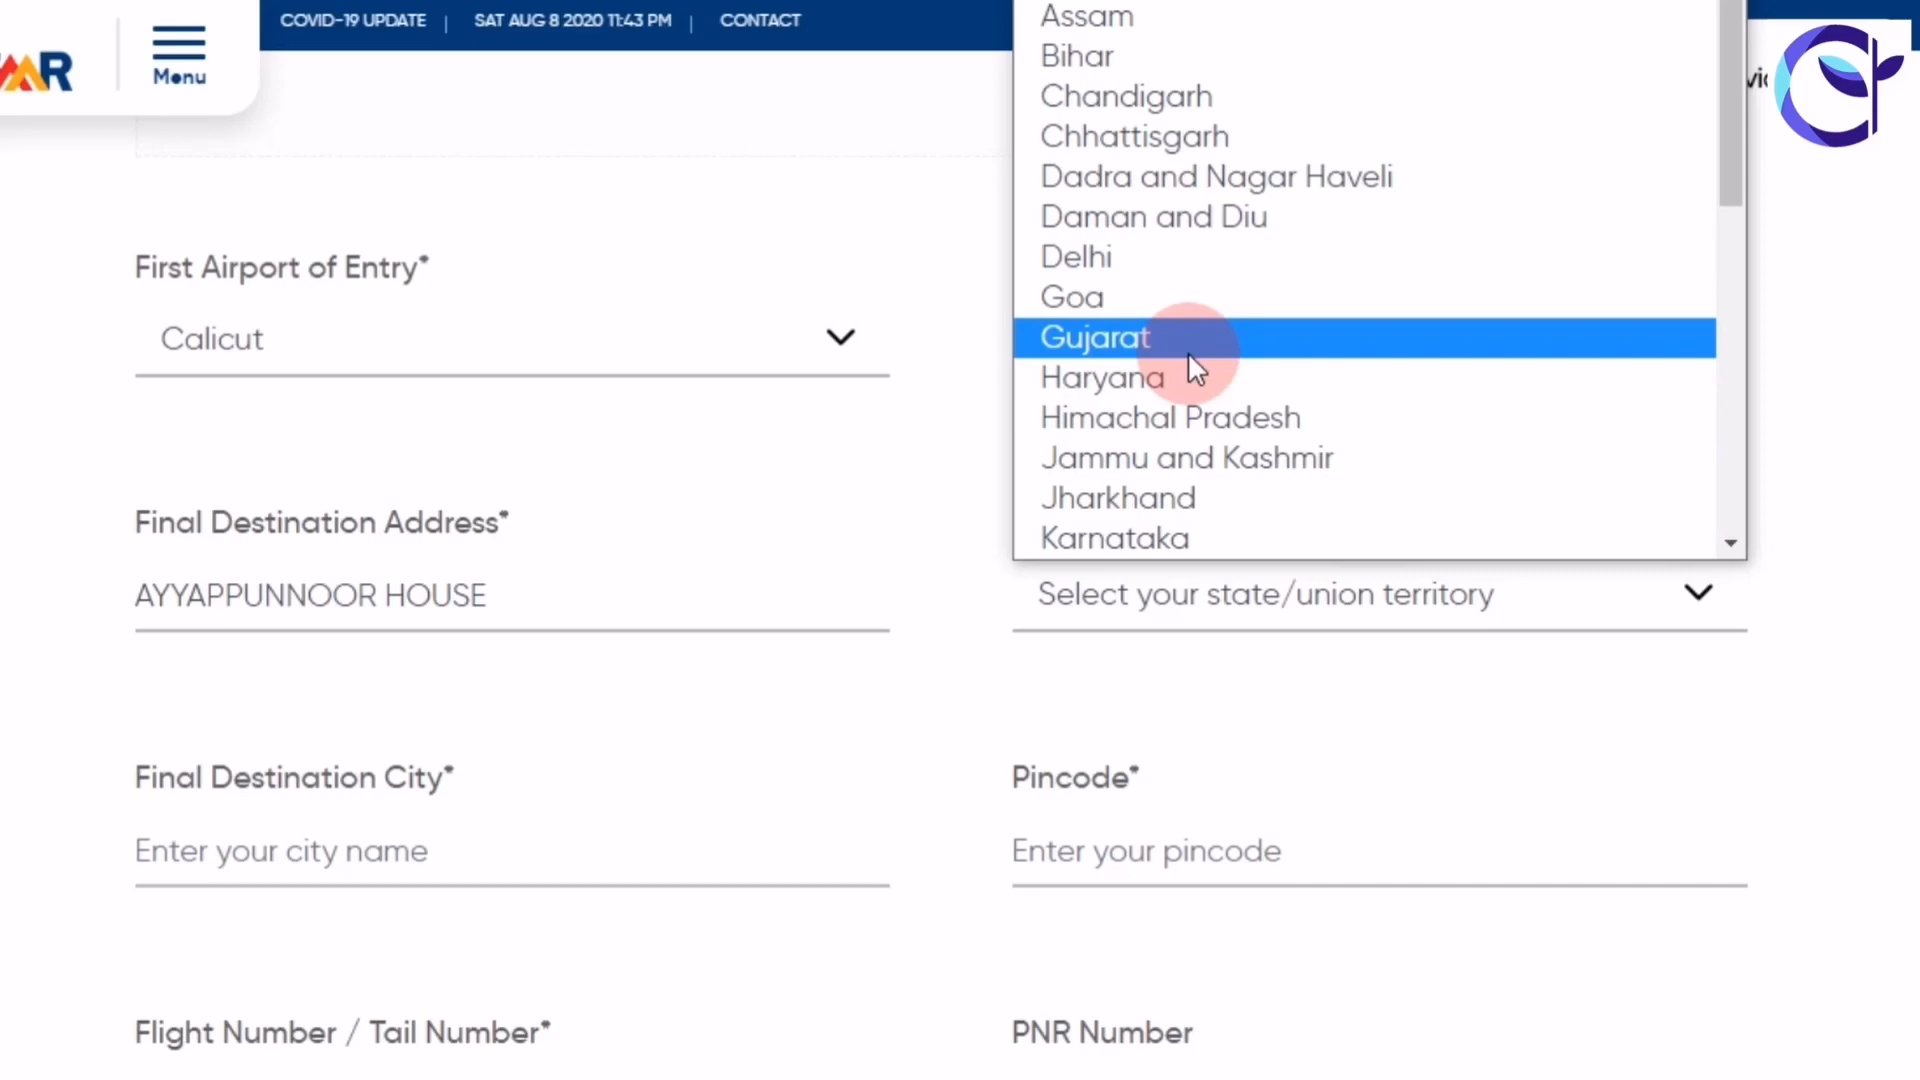 COVID-19 UPDATE | SAT AUG 8 2020 11:43 PM | CONTACT
Menu
Assam
Bihar
Chandigarh
Chhattisgarh
Dadra and Nagar Haveli
Daman and Diu
Delhi
Goa
Gujarat
Haryana
Himachal Pradesh
Jammu and Kashmir
Jharkhand
Karnataka
First Airport of Entry*
Calicut
Final Destination Address*
AYYAPPUNNOOR HOUSE
Select your state/union territory
Final Destination City*
Enter your city name
Pincode*
Enter your pincode
Flight Number / Tail Number*
PNR Number